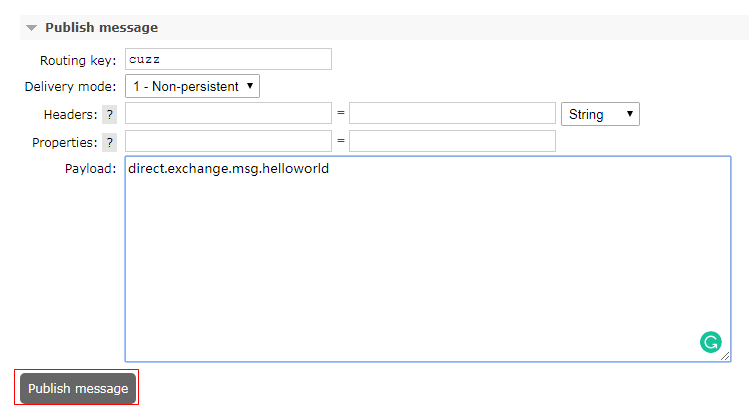 Publish message
Routing key: cuzz
Delivery mode: 1 - Non-persistent
Headers: ? = String
Properties: ? =
Payload: direct.exchange.msg.helloworld
Publish message